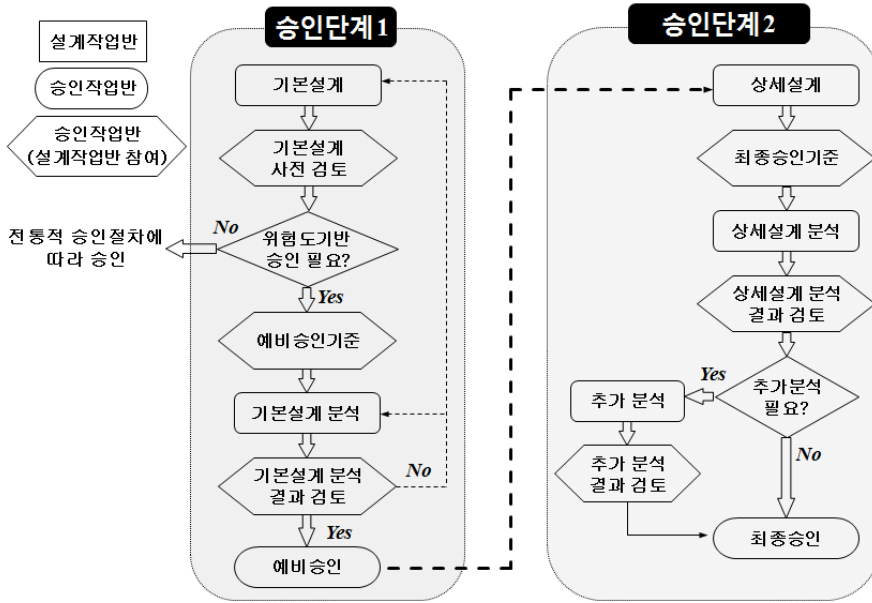 설계작업반
승인작업반
승인작업반
(설계작업반 참여)
승인단계1
기본설계
기본설계
사전 검토
위험도기반
승인 필요?
No
전통적 승인절차에
따라 승인
Yes
예비승인기준
기본설계 분석
기본설계 분석
결과 검토
No
Yes
예비승인
승인단계2
상세설계
최종승인기준
상세설계 분석
상세설계 분석
결과 검토
추가분석
필요?
Yes
추가 분석
추가 분석
결과 검토
No
최종승인